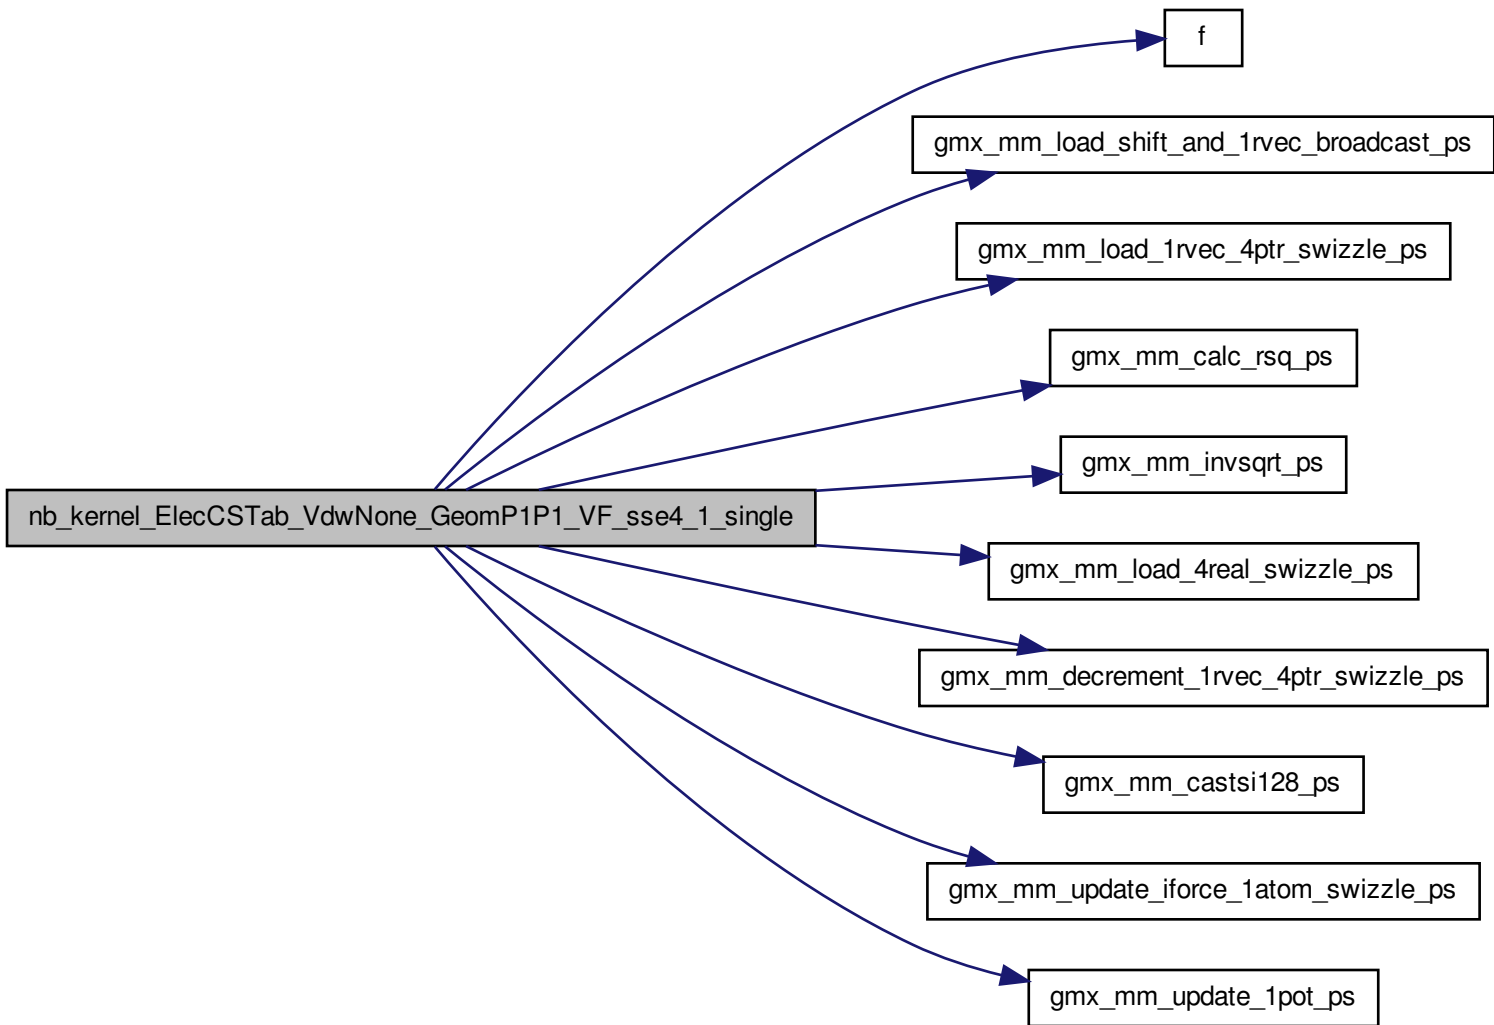 f
gmx_mm_load_shift_and_1rvec_broadcast_ps
gmx_mm_load_1rvec_4ptr_swizzle_ps
gmx_mm_calc_rsq_ps
gmx_mm_invsqrt_ps
nb_kernel_ElecCSTab_VdwNone_GeomP1P1_VF_sse4_1_single
gmx_mm_load_4real_swizzle_ps
gmx_mm_decrement_1rvec_4ptr_swizzle_ps
gmx_mm_castsi128_ps
gmx_mm_update_iforce_1atom_swizzle_ps
gmx_mm_update_1pot_ps